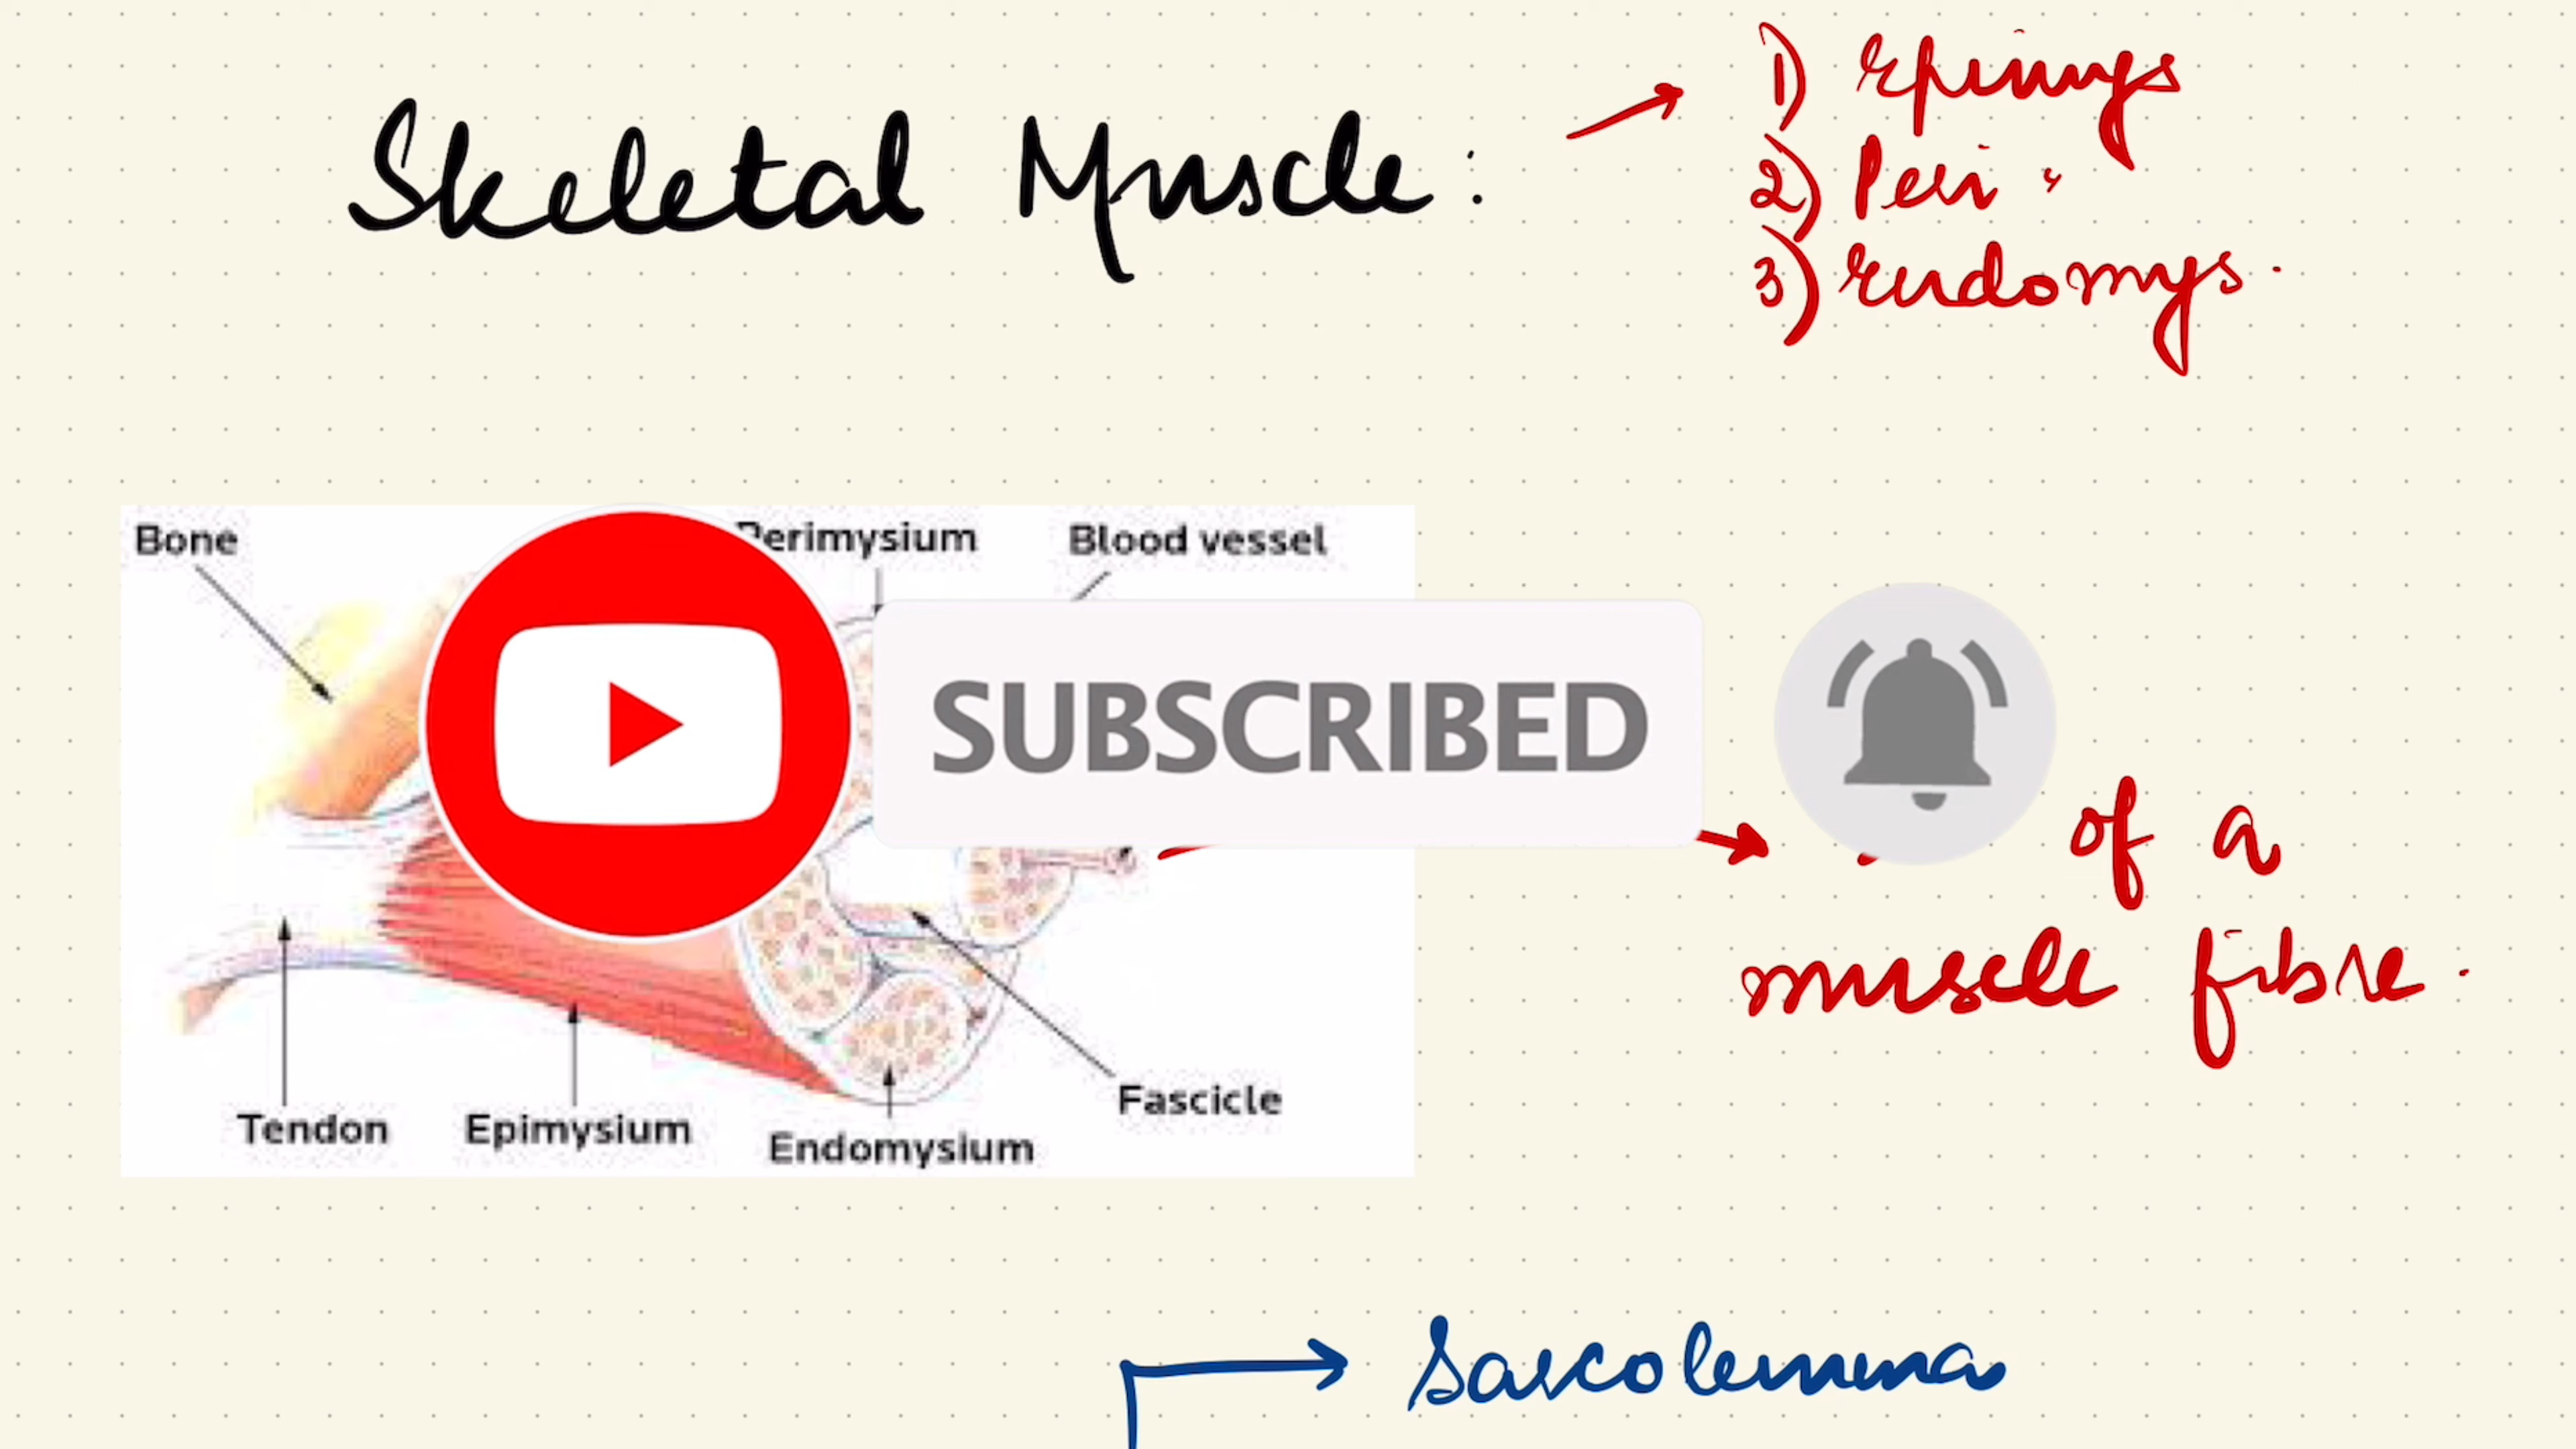 1) Epimys
Skeletal Muscle:
2) Peri "
3) Endomys.
Bone
Perimysium
Blood vessel
SUBSCRIBED
of a
muscle fibre.
Fascicle
Tendon
Epimysium
Endomysium
Sarcolemma